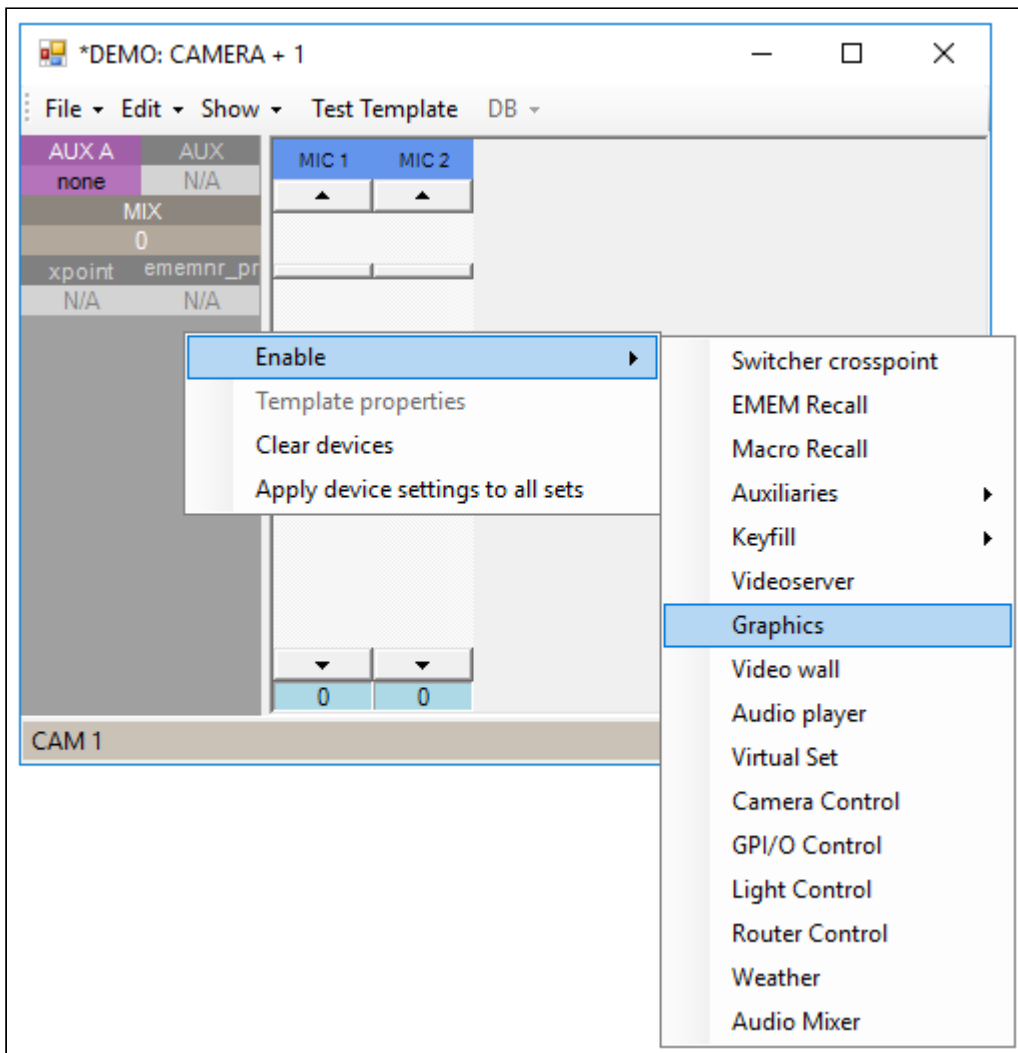 *DEMO: CAMERA + 1
File Edit Show Test Template DB
AUX A AUX
none N/A
MIX
0
xpoint ememnr_pr
N/A N/A
MIC 1 MIC 2
Enable
Template properties
Clear devices
Apply device settings to all sets
Switcher crosspoint
EMEM Recall
Macro Recall
Auxiliaries
Keyfill
Videoserver
Graphics
Video wall
Audio player
Virtual Set
Camera Control
GPI/O Control
Light Control
Router Control
Weather
Audio Mixer
0 0
CAM 1